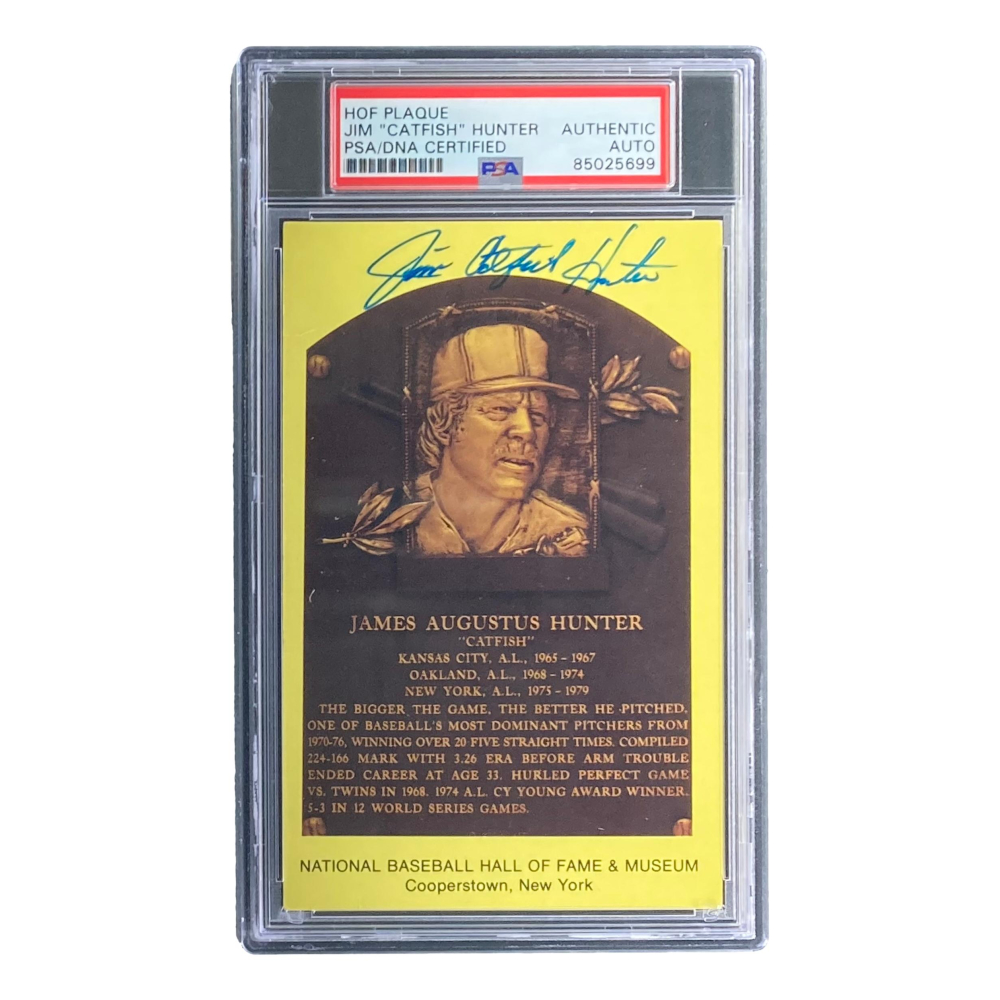 HOF PLAQUE
JIM "CATFISH" HUNTER AUTHENTIC
PSA/DNA CERTIFIED AUTO
PSA 85025699
Jim Catfish Hunter
JAMES AUGUSTUS HUNTER
"CATFISH"
KANSAS CITY, A.L., 1965 - 1967
OAKLAND, A.L., 1968 - 1974
NEW YORK, A.L., 1975 - 1979
THE BIGGER THE GAME, THE BETTER HE PITCHED.
ONE OF BASEBALL'S MOST DOMINANT PITCHERS FROM
1970-76, WINNING OVER 20 FIVE STRAIGHT TIMES. COMPILED
224-166 MARK WITH 3.26 ERA BEFORE ARM TROUBLE
ENDED CAREER AT AGE 33. HURLED PERFECT GAME
VS. TWINS IN 1968. 1974 A.L. CY YOUNG AWARD WINNER.
5-3 IN 12 WORLD SERIES GAMES.
NATIONAL BASEBALL HALL OF FAME & MUSEUM
Cooperstown, New York